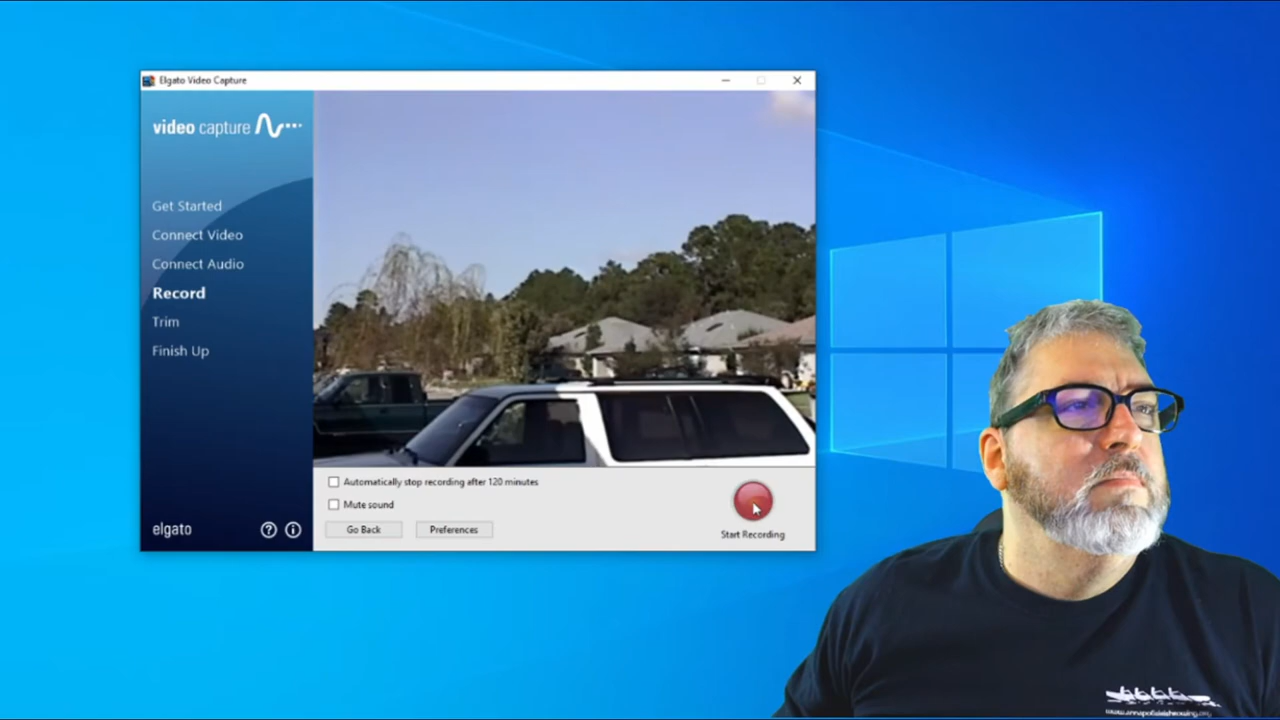 Elgato Video Capture
video capture
Get Started
Connect Video
Connect Audio
Record
Trim
Finish Up
elgato
Automatically stop recording after 120 minutes
Mute sound
Go Back
Preferences
Start Recording